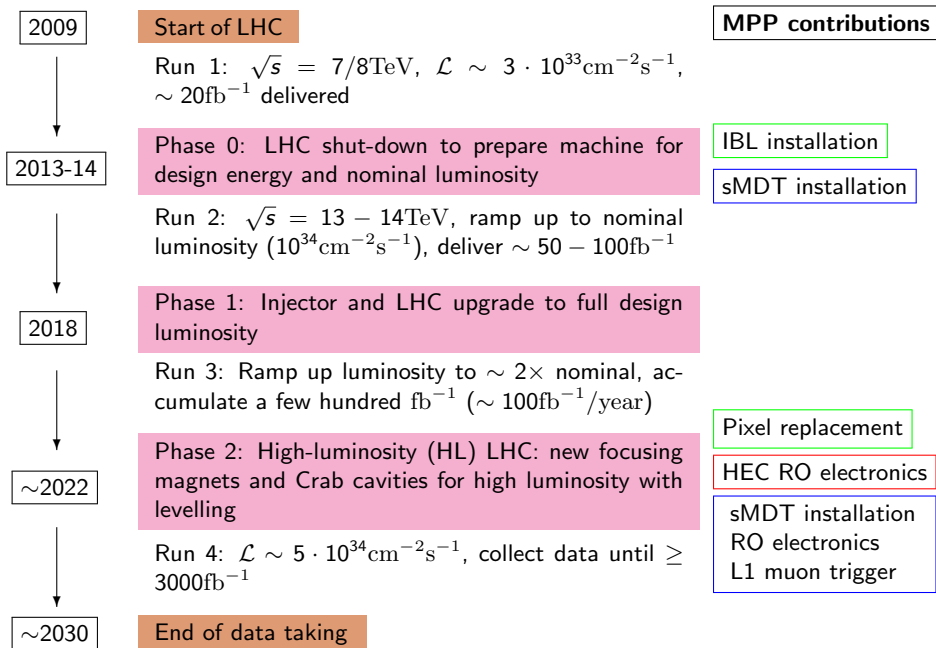 2009
Start of LHC
MPP contributions
Run 1: √s = 7/8TeV, ℒ ∼ 3 · 10³³cm⁻²s⁻¹,
∼ 20fb⁻¹ delivered
2013-14
Phase 0: LHC shut-down to prepare machine for
design energy and nominal luminosity
IBL installation
sMDT installation
Run 2: √s = 13 − 14TeV, ramp up to nominal
luminosity (10³⁴cm⁻²s⁻¹), deliver ∼ 50 − 100fb⁻¹
2018
Phase 1: Injector and LHC upgrade to full design
luminosity
Run 3: Ramp up luminosity to ∼ 2× nominal, ac-
cumulate a few hundred fb⁻¹ (∼ 100fb⁻¹/year)
∼2022
Phase 2: High-luminosity (HL) LHC: new focusing
magnets and Crab cavities for high luminosity with
levelling
Pixel replacement
HEC RO electronics
sMDT installation
RO electronics
L1 muon trigger
Run 4: ℒ ∼ 5 · 10³⁴cm⁻²s⁻¹, collect data until ≥
3000fb⁻¹
∼2030
End of data taking